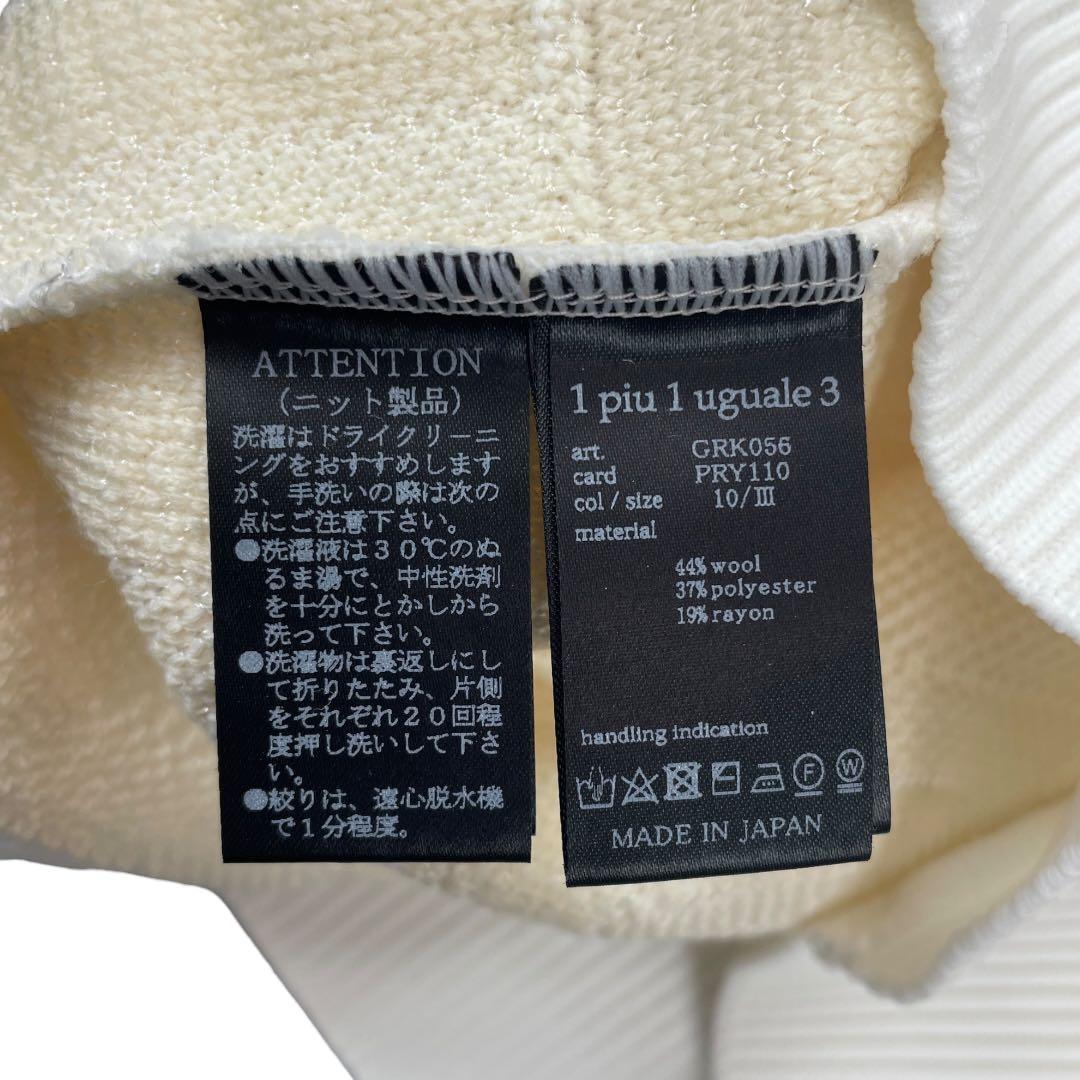 ATTENTION
（ニット製品）
洗濯はドライクリーニ
ングをおすすめします
が、手洗いの際は次の
点にご注意下さい。
●洗濯液は３０℃のぬ
るま湯で、中性洗剤
を十分にとかしから
洗って下さい。
●洗濯物は裏返しにし
て折りたたみ、片側
をそれぞれ２０回程
度押し洗いして下さ
い。
●絞りは、遠心脱水機
で１分程度。
1 piu 1 uguale 3
art. GRK056
card PRY110
col / size 10/Ⅲ
material
44% wool
37% polyester
19% rayon
handling indication
F W
MADE IN JAPAN